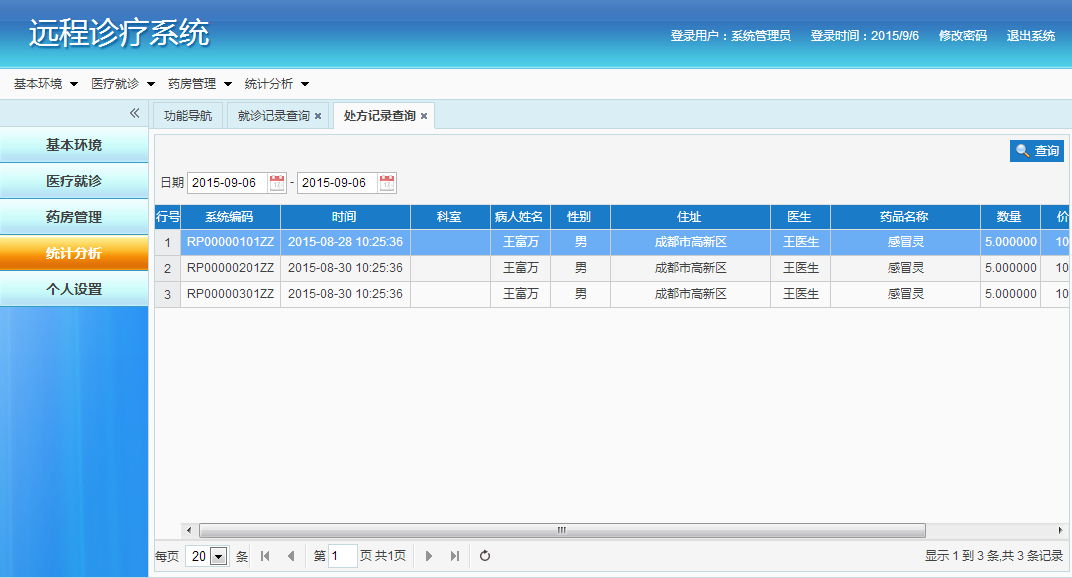 远程诊疗系统
登录用户：系统管理员 登录时间：2015/9/6 修改密码 退出系统
基本环境 医疗就诊 药房管理 统计分析
功能导航 就诊记录查询 处方记录查询
基本环境
医疗就诊
药房管理
统计分析
个人设置
查询
日期 2015-09-06 - 2015-09-06
行号 系统编码 时间 科室 病人姓名 性别 住址 医生 药品名称 数量 价
1 RP00000101ZZ 2015-08-28 10:25:36 王富万 男 成都市高新区 王医生 感冒灵 5.000000 10
2 RP00000201ZZ 2015-08-30 10:25:36 王富万 男 成都市高新区 王医生 感冒灵 5.000000 10
3 RP00000301ZZ 2015-08-30 10:25:36 王富万 男 成都市高新区 王医生 感冒灵 5.000000 10
每页 20 条 第 1 页 共1页 显示 1 到 3 条,共 3 条记录